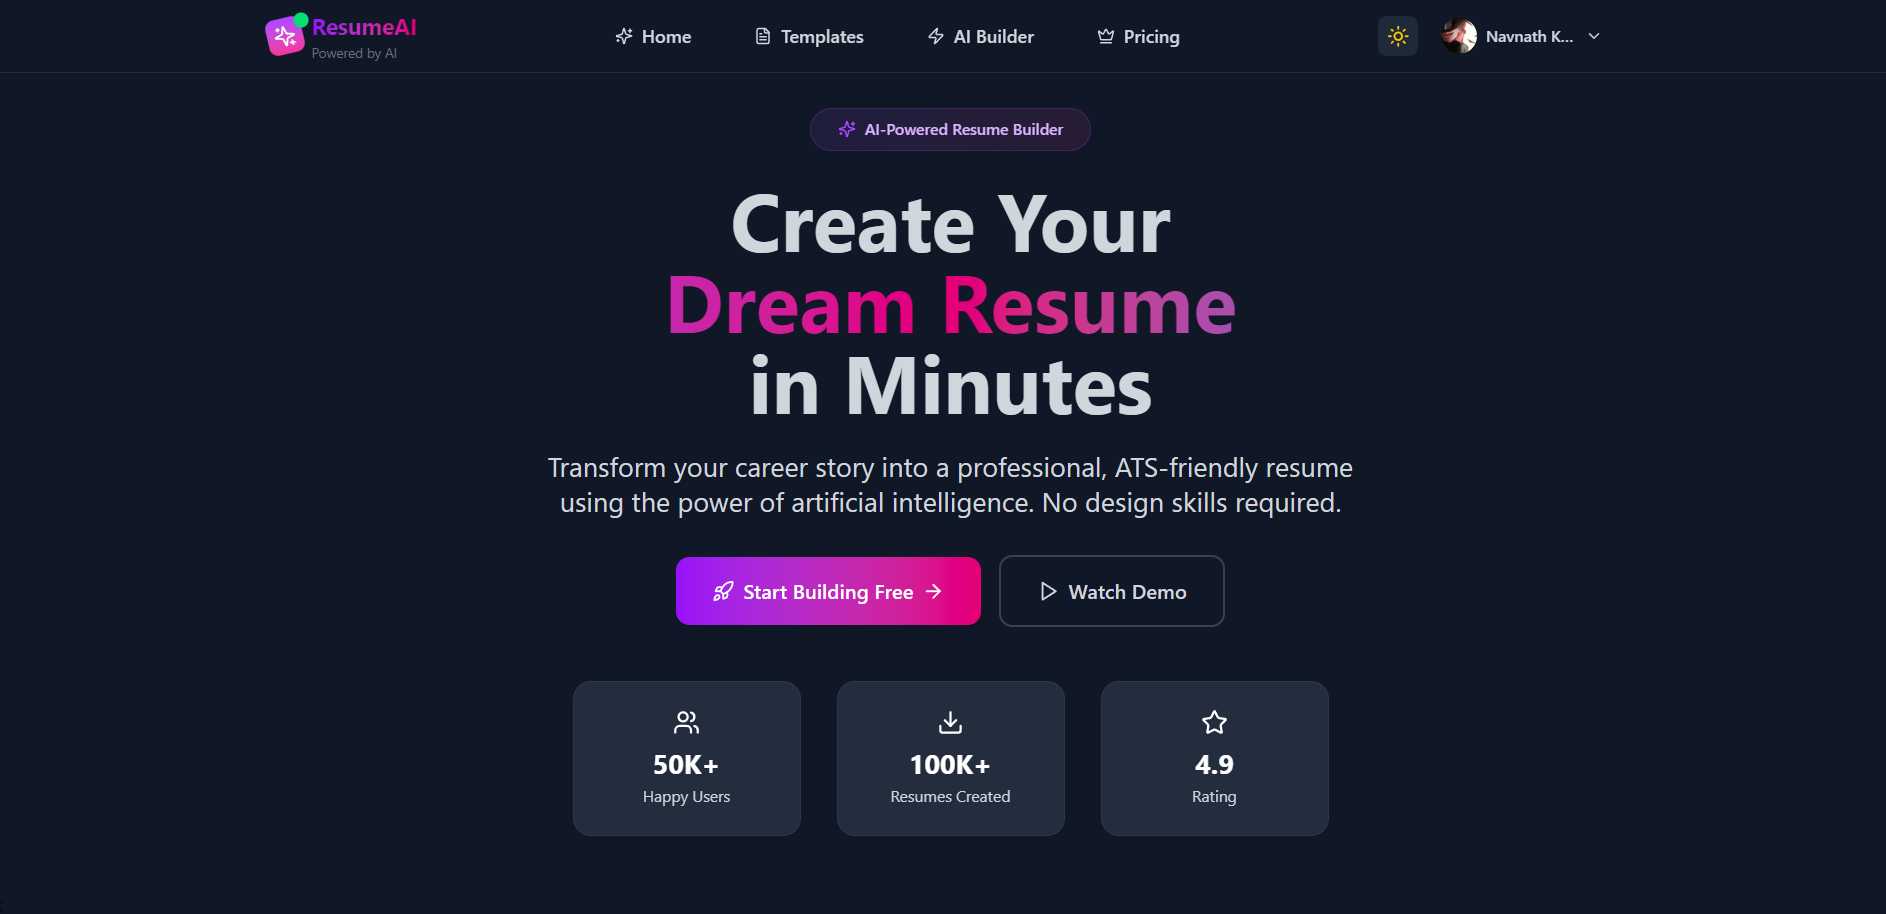 ResumeAI
Powered by AI
Home
Templates
AI Builder
Pricing
Navnath K...
AI-Powered Resume Builder
Create Your
Dream Resume
in Minutes
Transform your career story into a professional, ATS-friendly resume
using the power of artificial intelligence. No design skills required.
Start Building Free
Watch Demo
50K+
Happy Users
100K+
Resumes Created
4.9
Rating